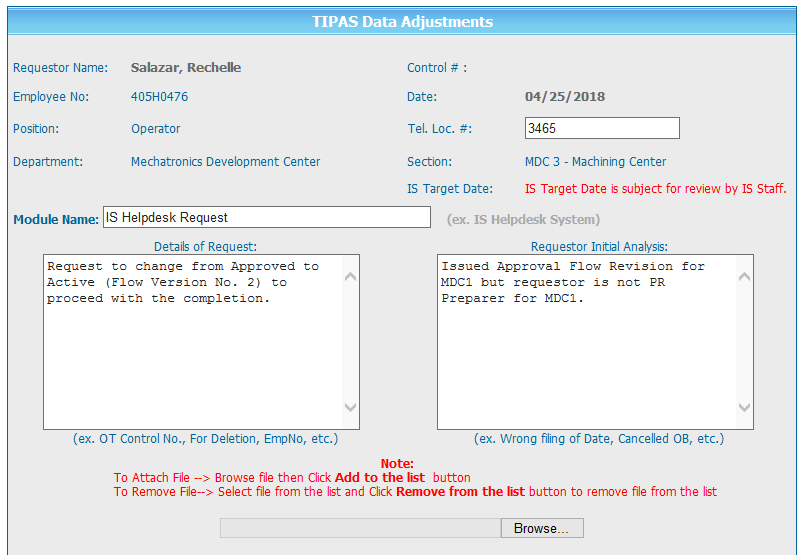 TIPAS Data Adjustments
Requestor Name: Salazar, Rechelle Control # :
Employee No: 405H0476 Date: 04/25/2018
Position: Operator Tel. Loc. #: 3465
Department: Mechatronics Development Center Section: MDC 3 - Machining Center
IS Target Date: IS Target Date is subject for review by IS Staff.
Module Name: IS Helpdesk Request (ex. IS Helpdesk System)
Details of Request:
Request to change from Approved to
Active (Flow Version No. 2) to
proceed with the completion.
(ex. OT Control No., For Deletion, EmpNo, etc.)
Requestor Initial Analysis:
Issued Approval Flow Revision for
MDC1 but requestor is not PR
Preparer for MDC1.
(ex. Wrong filing of Date, Cancelled OB, etc.)
Note:
To Attach File --> Browse file then Click Add to the list button
To Remove File--> Select file from the list and Click Remove from the list button to remove file from the list
Browse...